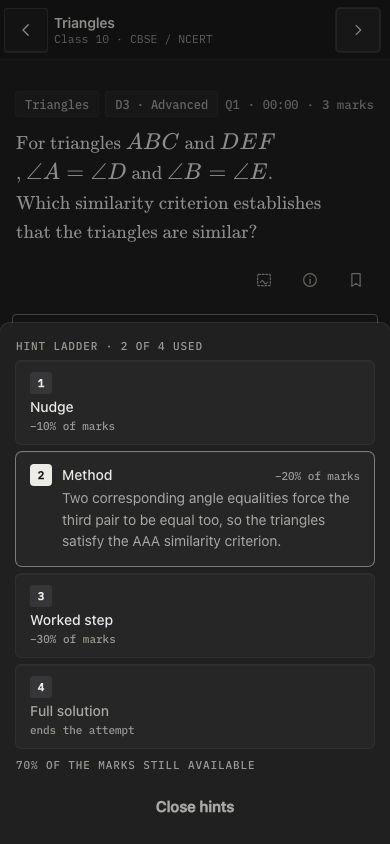 Triangles
Class 10 · CBSE / NCERT
Triangles D3 · Advanced Q1 · 00:00 · 3 marks
For triangles ABC and DEF
, ∠A = ∠D and ∠B = ∠E.
Which similarity criterion establishes
that the triangles are similar?
HINT LADDER · 2 OF 4 USED
1
Nudge
−10% of marks
2 Method −20% of marks
Two corresponding angle equalities force the
third pair to be equal too, so the triangles
satisfy the AAA similarity criterion.
3
Worked step
−30% of marks
4
Full solution
ends the attempt
70% OF THE MARKS STILL AVAILABLE
Close hints